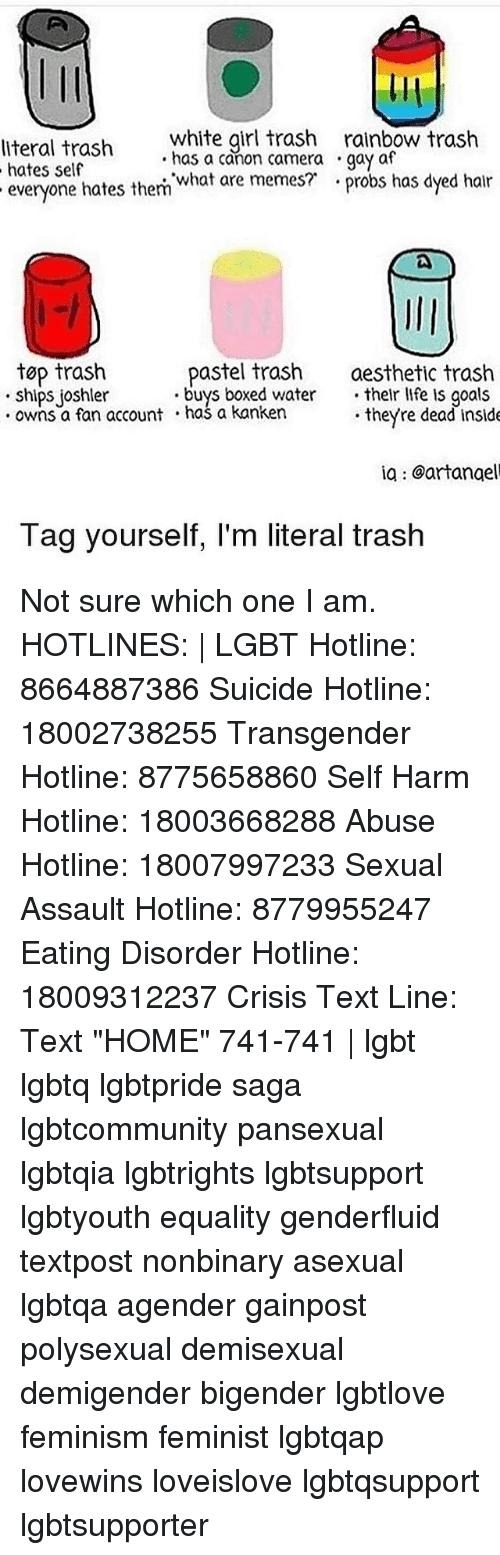 literal trash
· hates self
· everyone hates them
white girl trash
· has a canon camera
· "what are memes?"
rainbow trash
· gay af
· probs has dyed hair
tøp trash
· ships joshler
· owns a fan account
pastel trash
· buys boxed water
· has a kanken
aesthetic trash
· their life is goals
· they're dead inside
ig : @artangel
Tag yourself, I'm literal trash
Not sure which one I am.
HOTLINES: | LGBT Hotline:
8664887386 Suicide Hotline:
18002738255 Transgender
Hotline: 8775658860 Self Harm
Hotline: 18003668288 Abuse
Hotline: 18007997233 Sexual
Assault Hotline: 8779955247
Eating Disorder Hotline:
18009312237 Crisis Text Line:
Text "HOME" 741-741 | lgbt
lgbtq lgbtpride saga
lgbtcommunity pansexual
lgbtqia lgbtrights lgbtsupport
lgbtyouth equality genderfluid
textpost nonbinary asexual
lgbtqa agender gainpost
polysexual demisexual
demigender bigender lgbtlove
feminism feminist lgbtqap
lovewins loveislove lgbtqsupport
lgbtsupporter